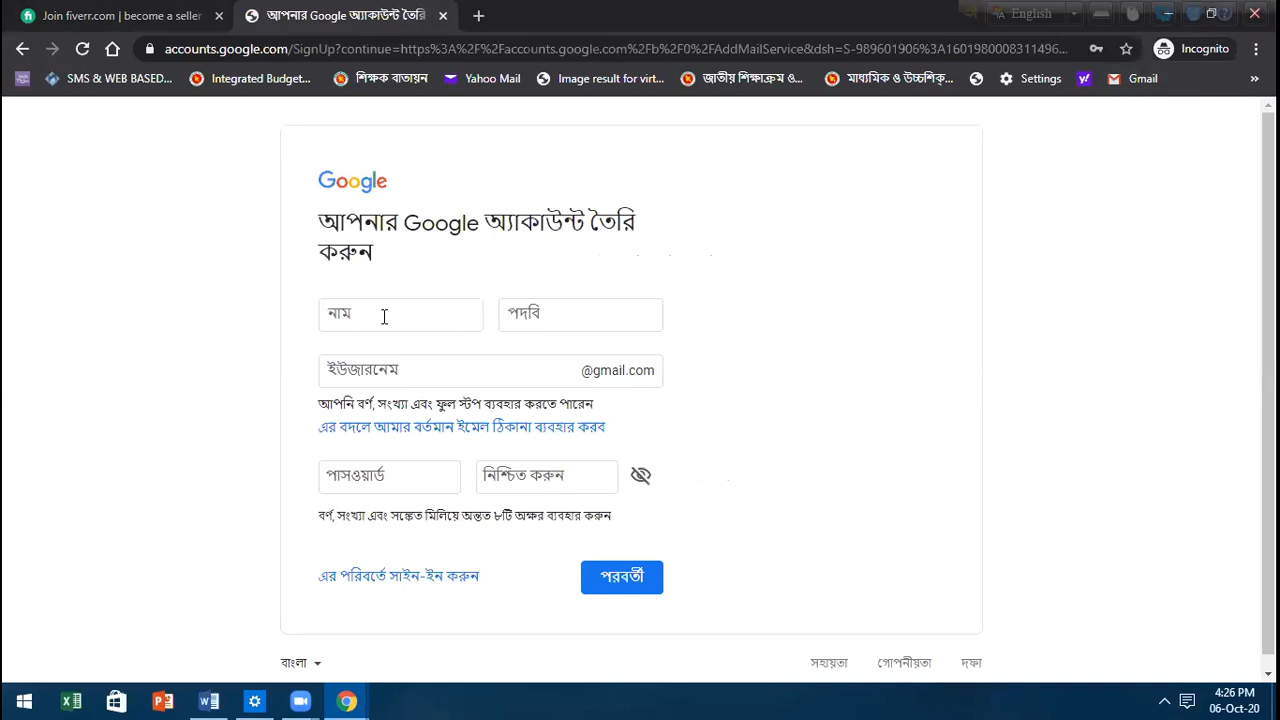 Join fiverr.com | become a seller
আপনার Google অ্যাকাউন্ট তৈরি
English
accounts.google.com/SignUp?continue=https%3A%2F%2Faccounts.google.com%2Fb%2F0%2FAddMailService&dsh=S-989601906%3A1601980008311496...
Incognito
SMS & WEB BASED...
Integrated Budget...
শিক্ষক বাতায়ন
Yahoo Mail
Image result for virt...
জাতীয় শিক্ষাক্রম ও...
মাধ্যমিক ও উচ্চশিক্...
Settings
Gmail
Google
আপনার Google অ্যাকাউন্ট তৈরি
করুন
নাম
পদবি
ইউজারনেম
@gmail.com
আপনি বর্ণ, সংখ্যা এবং ফুল স্টপ ব্যবহার করতে পারেন
এর বদলে আমার বর্তমান ইমেল ঠিকানা ব্যবহার করব
পাসওয়ার্ড
নিশ্চিত করুন
বর্ণ, সংখ্যা এবং সঙ্কেত মিলিয়ে অন্তত ৮টি অক্ষর ব্যবহার করুন
এর পরিবর্তে সাইন-ইন করুন
পরবর্তী
বাংলা
সহায়তা
গোপনীয়তা
দফা
4:26 PM
06-Oct-20